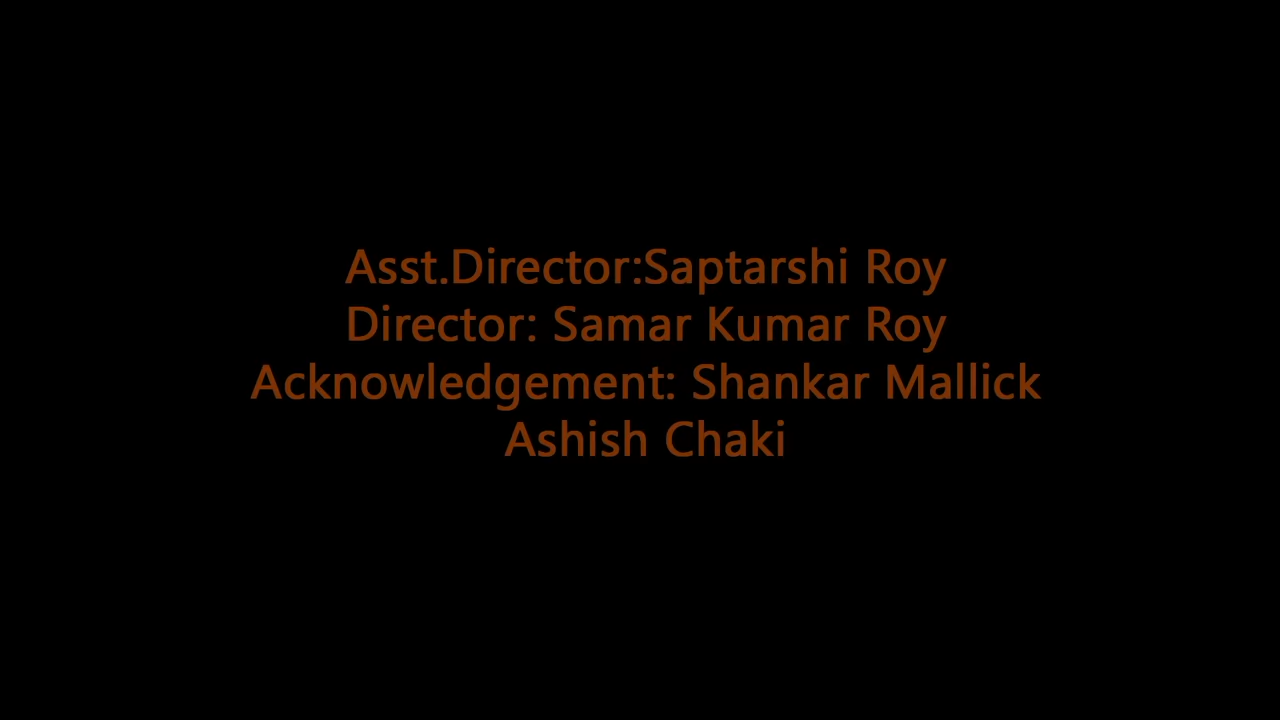 Asst.Director:Saptarshi Roy
Director: Samar Kumar Roy
Acknowledgement: Shankar Mallick
Ashish Chaki